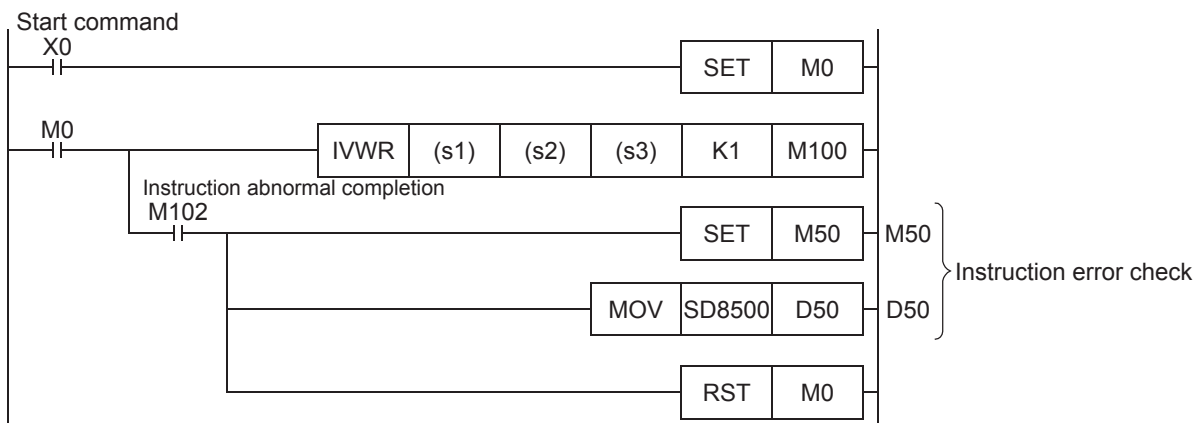 Start command
X0
SET M0
M0
IVWR (s1) (s2) (s3) K1 M100
Instruction abnormal completion
M102
SET M50 M50
Instruction error check
MOV SD8500 D50 D50
RST M0